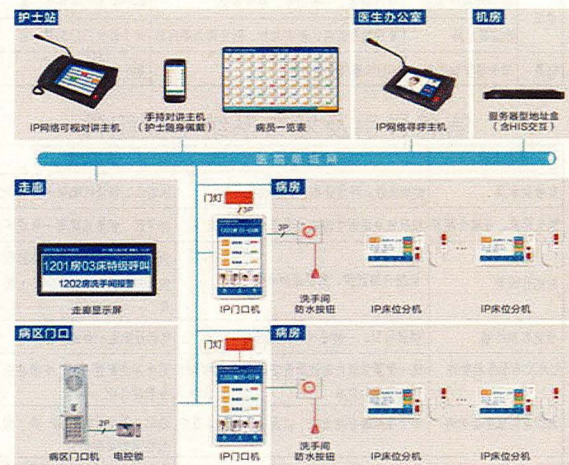 护士站
医生办公室
机房
IP网络可视对讲主机
手持对讲主机
(护士随身佩戴)
病员一览表
IP网络寻呼主机
服务器型地址盒
(含HIS交互)
医院局域网
走廊
1201房03床特级呼叫
1202房洗手间报警
走廊显示屏
门灯
3P
IP门口机
病房
3P
洗手间
防水按钮
IP床位分机
...
IP床位分机
病区门口
2P
病区门口机
电控锁
门灯
IP门口机
病房
洗手间
防水按钮
IP床位分机
...
IP床位分机